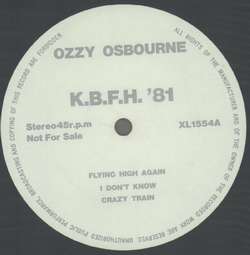 OZZY OSBOURNE
K.B.F.H. '81
Stereo45r.p.m
Not For Sale
XL1554A
FLYING HIGH AGAIN
I DON'T KNOW
CRAZY TRAIN
ALL RIGHTS OF THE MANUFACTURER AND OF THE OWNER OF THE RECORDED WORK ARE RESERVED. UNAUTHORIZED PUBLIC PERFORMANCE, BROADCASTING AND COPYING OF THIS RECORD ARE FORBIDDEN